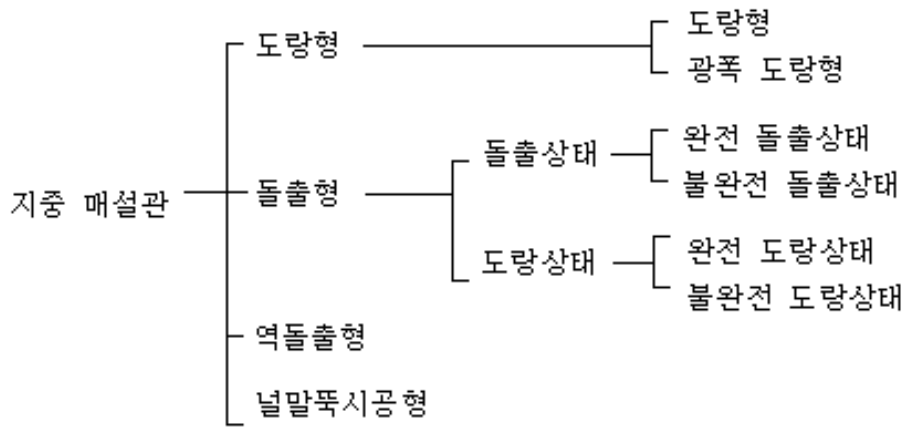 지중 매설관
도랑형
도랑형
광폭 도랑형
돌출형
돌출상태
완전 돌출상태
불완전 돌출상태
도랑상태
완전 도랑상태
불완전 도랑상태
역돌출형
널말뚝시공형